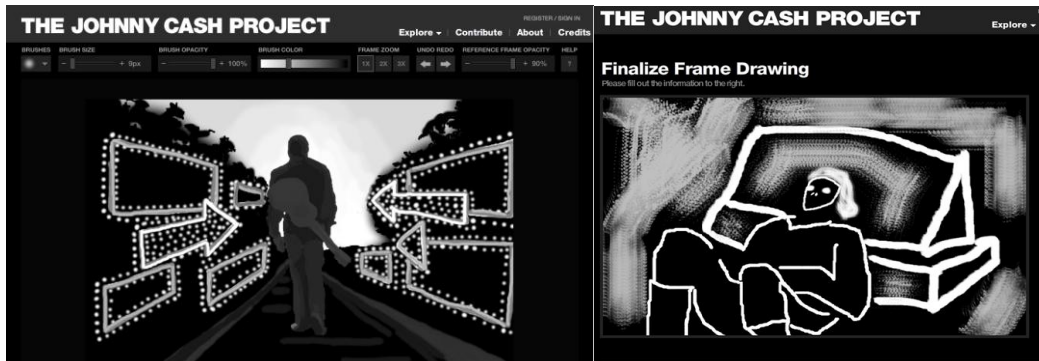 THE JOHNNY CASH PROJECT
REGISTER / SIGN IN
Explore Contribute | About | Credits
BRUSHES BRUSH SIZE BRUSH OPACITY BRUSH COLOR FRAME ZOOM UNDO REDO REFERENCE FRAME OPACITY HELP
- + 9px - + 100% 1X 2X 3X - + 90% ?
THE JOHNNY CASH PROJECT
Explore
Finalize Frame Drawing
Please fill out the information to the right.